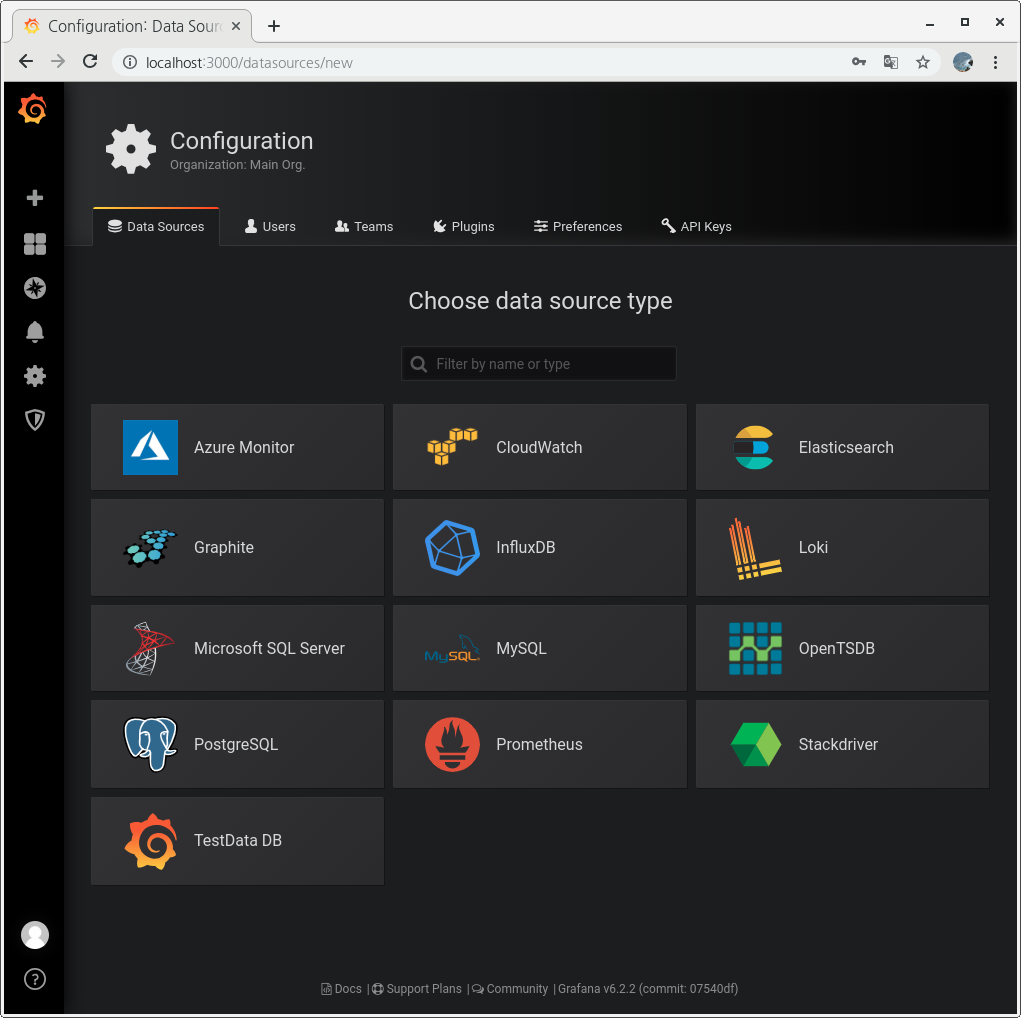 Configuration: Data Sour
localhost:3000/datasources/new
Configuration
Organization: Main Org.
Data Sources Users Teams Plugins Preferences API Keys
Choose data source type
Filter by name or type
Azure Monitor CloudWatch Elasticsearch
Graphite InfluxDB Loki
Microsoft SQL Server MySQL MySQL OpenTSDB
PostgreSQL Prometheus Stackdriver
TestData DB
?
Docs | Support Plans | Community | Grafana v6.2.2 (commit: 07540df)